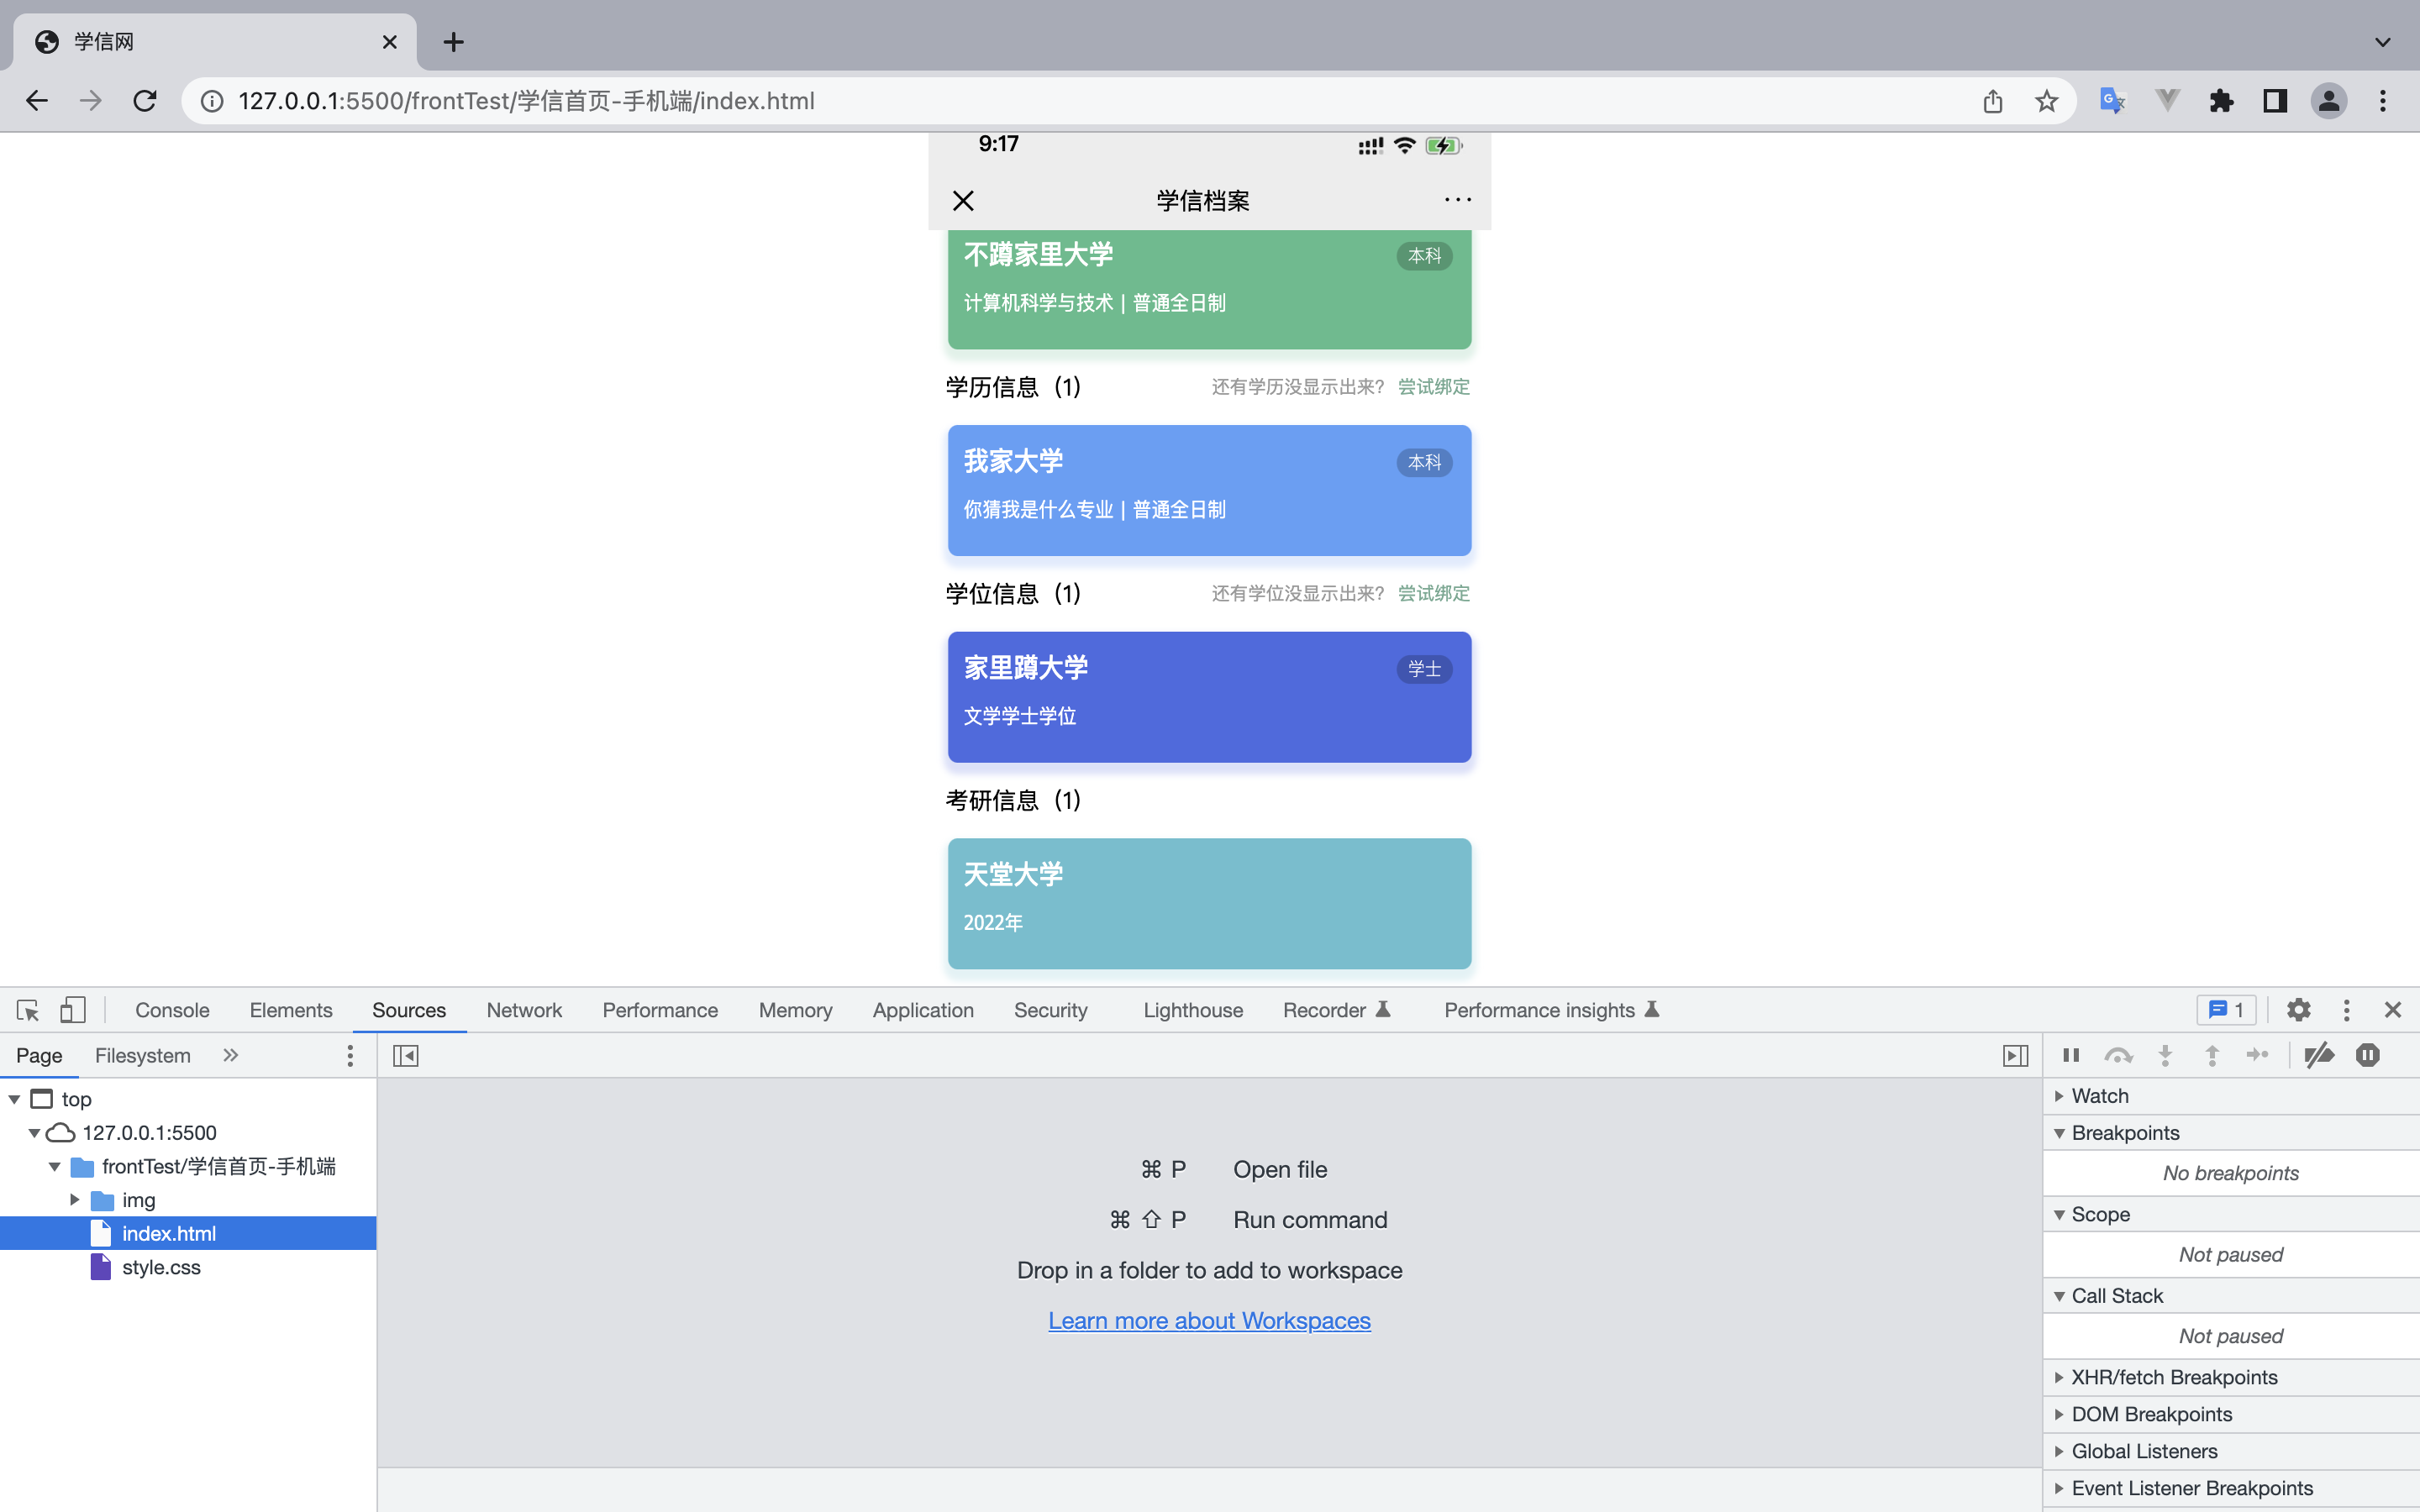 学信网
127.0.0.1:5500/frontTest/学信首页-手机端/index.html
9:17
学信档案
不蹲家里大学
本科
计算机科学与技术 | 普通全日制
学历信息（1）
还有学历没显示出来? 尝试绑定
我家大学
本科
你猜我是什么专业 | 普通全日制
学位信息（1）
还有学位没显示出来? 尝试绑定
家里蹲大学
学士
文学学士学位
考研信息（1）
天堂大学
2022年
Console Elements Sources Network Performance Memory Application Security Lighthouse Recorder Performance insights 1
Page Filesystem
top
127.0.0.1:5500
frontTest/学信首页-手机端
img
index.html
style.css
⌘ P Open file
⌘ ⇧ P Run command
Drop in a folder to add to workspace
Learn more about Workspaces
Watch
Breakpoints
No breakpoints
Scope
Not paused
Call Stack
Not paused
XHR/fetch Breakpoints
DOM Breakpoints
Global Listeners
Event Listener Breakpoints